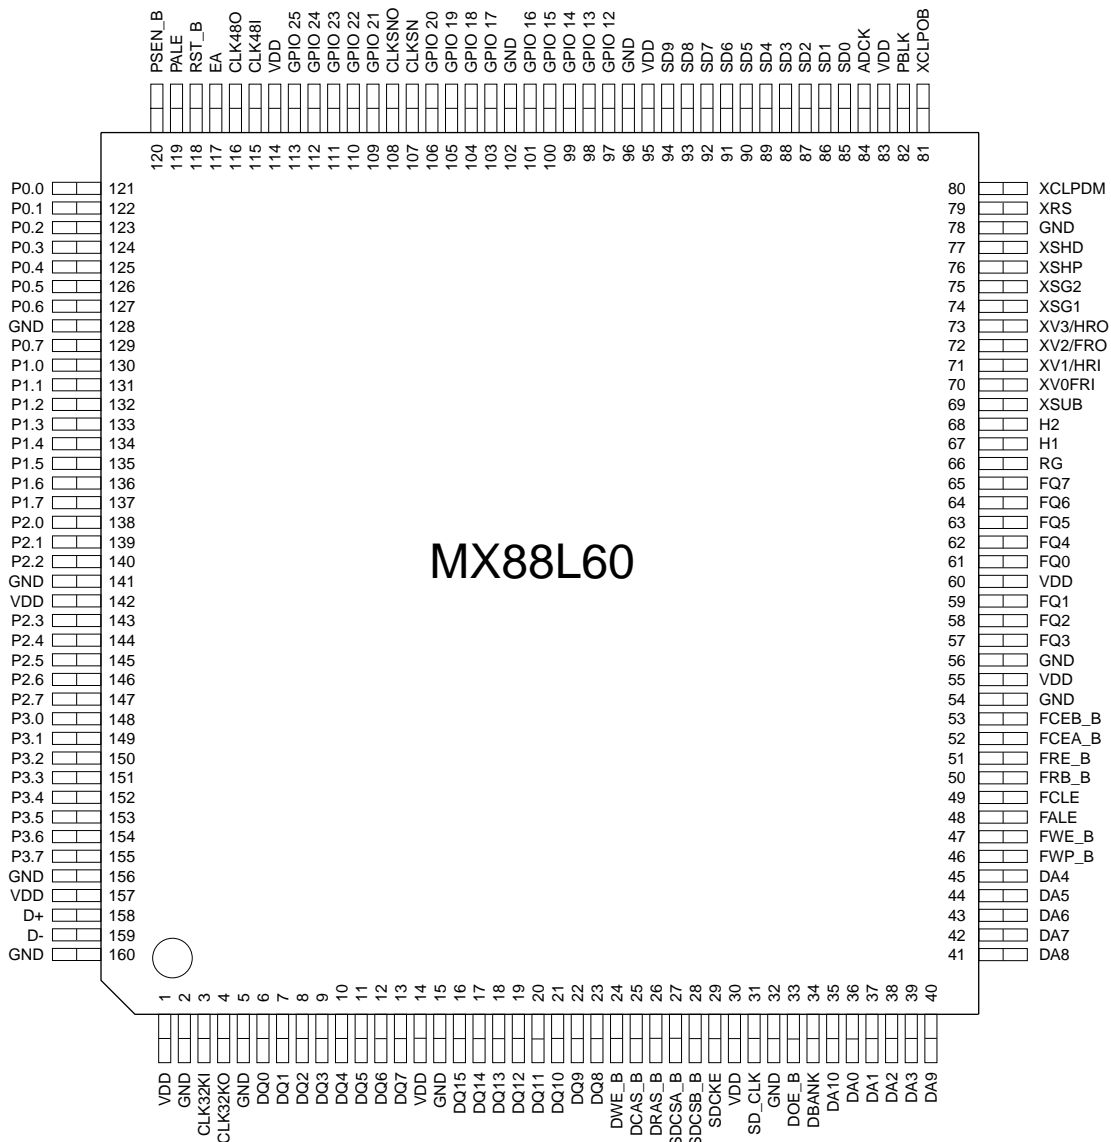 PSEN_B
PALE
RST_B
EA
CLK48O
CLK48I
VDD
GPIO 25
GPIO 24
GPIO 23
GPIO 22
GPIO 21
CLKSNO
CLKSN
GPIO 20
GPIO 19
GPIO 18
GPIO 17
GND
GPIO 16
GPIO 15
GPIO 14
GPIO 13
GPIO 12
GND
VDD
SD9
SD8
SD7
SD6
SD5
SD4
SD3
SD2
SD1
SD0
ADCK
VDD
PBLK
XCLPOB
120 119 118 117 116 115 114 113 112 111 110 109 108 107 106 105 104 103 102 101 100 99 98 97 96 95 94 93 92 91 90 89 88 87 86 85 84 83 82 81
P0.0 121
P0.1 122
P0.2 123
P0.3 124
P0.4 125
P0.5 126
P0.6 127
GND 128
P0.7 129
P1.0 130
P1.1 131
P1.2 132
P1.3 133
P1.4 134
P1.5 135
P1.6 136
P1.7 137
P2.0 138
P2.1 139
P2.2 140
GND 141
VDD 142
P2.3 143
P2.4 144
P2.5 145
P2.6 146
P2.7 147
P3.0 148
P3.1 149
P3.2 150
P3.3 151
P3.4 152
P3.5 153
P3.6 154
P3.7 155
GND 156
VDD 157
D+ 158
D- 159
GND 160
MX88L60
80 XCLPDM
79 XRS
78 GND
77 XSHD
76 XSHP
75 XSG2
74 XSG1
73 XV3/HRO
72 XV2/FRO
71 XV1/HRI
70 XV0FRI
69 XSUB
68 H2
67 H1
66 RG
65 FQ7
64 FQ6
63 FQ5
62 FQ4
61 FQ0
60 VDD
59 FQ1
58 FQ2
57 FQ3
56 GND
55 VDD
54 GND
53 FCEB_B
52 FCEA_B
51 FRE_B
50 FRB_B
49 FCLE
48 FALE
47 FWE_B
46 FWP_B
45 DA4
44 DA5
43 DA6
42 DA7
41 DA8
1 2 3 4 5 6 7 8 9 10 11 12 13 14 15 16 17 18 19 20 21 22 23 24 25 26 27 28 29 30 31 32 33 34 35 36 37 38 39 40
VDD
GND
CLK32KI
CLK32KO
GND
DQ0
DQ1
DQ2
DQ3
DQ4
DQ5
DQ6
DQ7
VDD
GND
DQ15
DQ14
DQ13
DQ12
DQ11
DQ10
DQ9
DQ8
DWE_B
DCAS_B
DRAS_B
SDCSA_B
SDCSB_B
SDCKE
VDD
SD_CLK
GND
DOE_B
DBANK
DA10
DA0
DA1
DA2
DA3
DA9